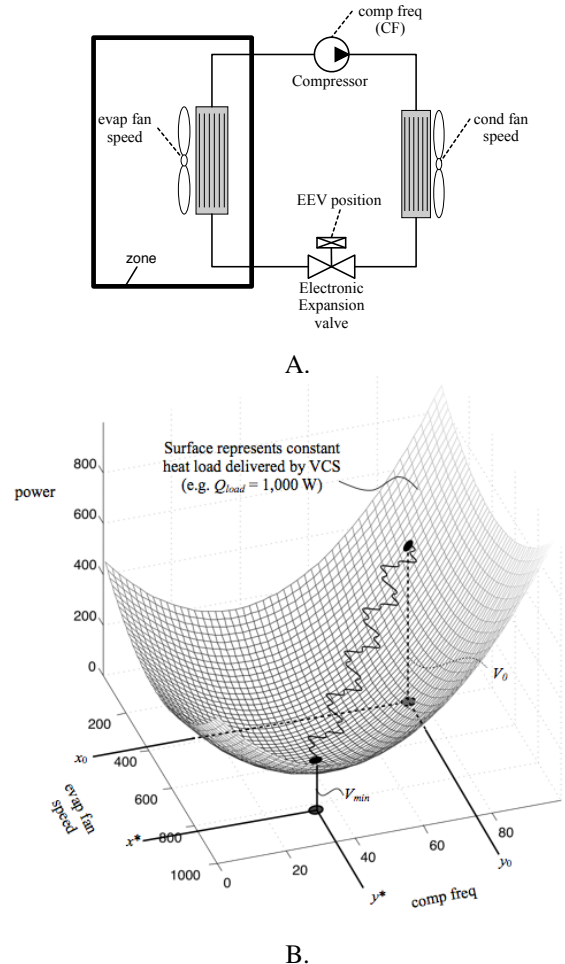 comp freq
(CF)
Compressor
evap fan
speed
cond fan
speed
EEV position
zone
Electronic
Expansion
valve
A.
Surface represents constant
heat load delivered by VCS
(e.g. Qload = 1,000 W)
power
800
600
400
200
0
V0
200
x0
400
evap fan
speed
600
Vmin
x*
800
1000
0
20
40
60
80
y*
comp freq
y0
B.